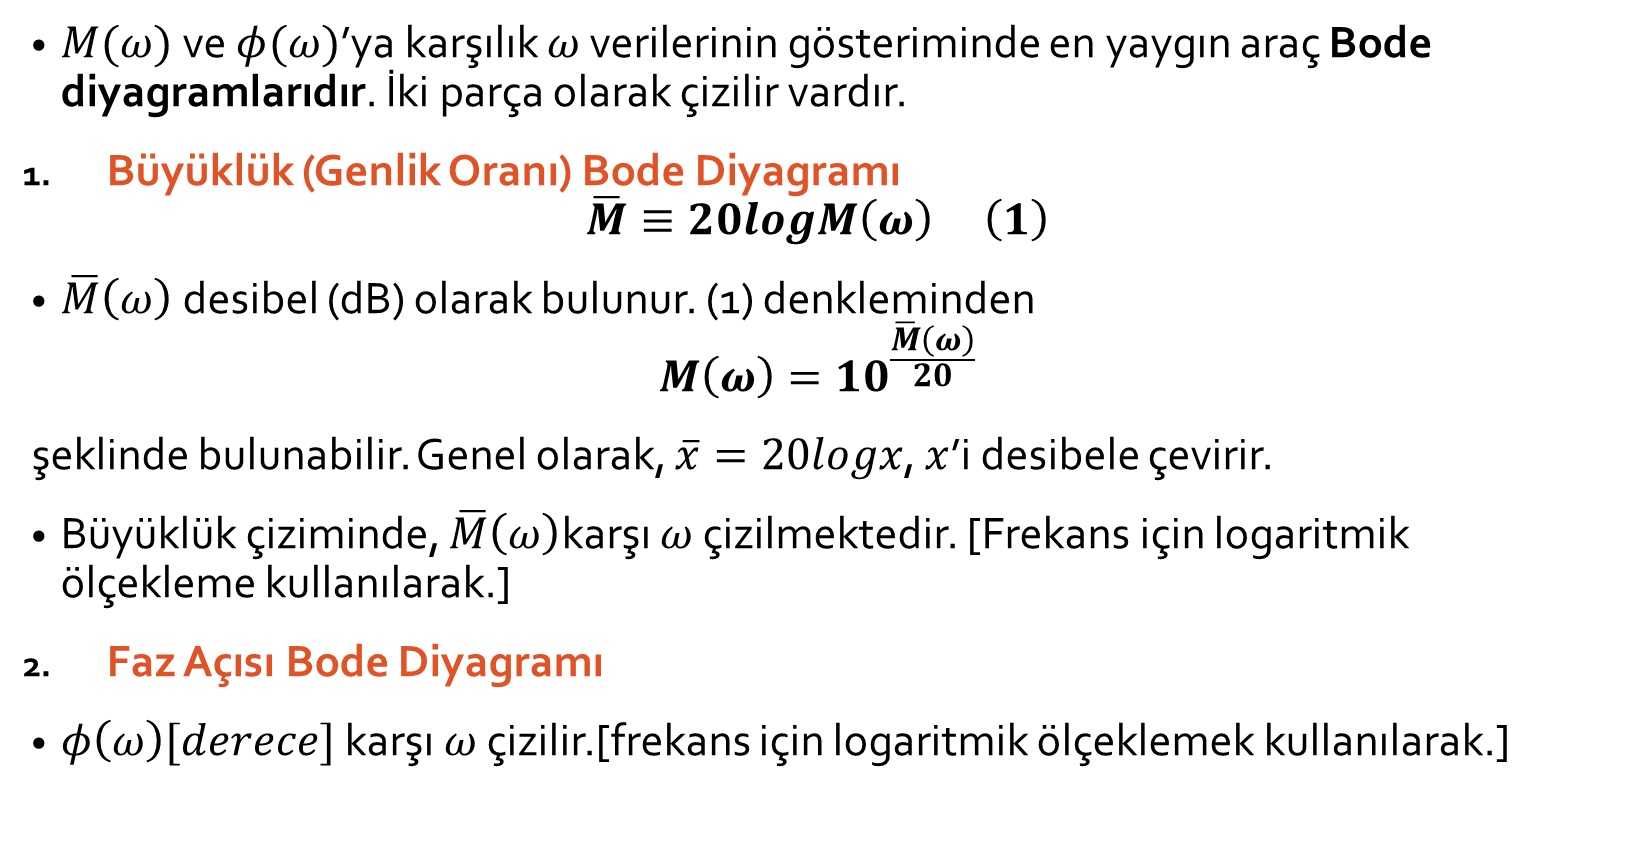 • M(ω) ve ϕ(ω)'ya karşılık ω verilerinin gösteriminde en yaygın araç Bode
diyagramlarıdır. İki parça olarak çizilir vardır.
1. Büyüklük (Genlik Oranı) Bode Diyagramı
M̅ ≡ 20logM(ω) (1)
• M̅(ω) desibel (dB) olarak bulunur. (1) denkleminden
M(ω) = 10^(M̅(ω)/20)
şeklinde bulunabilir. Genel olarak, x̄ = 20logx, x'i desibele çevirir.
• Büyüklük çiziminde, M̅(ω)karşı ω çizilmektedir. [Frekans için logaritmik
ölçekleme kullanılarak.]
2. Faz Açısı Bode Diyagramı
• ϕ(ω)[derece] karşı ω çizilir.[frekans için logaritmik ölçeklemek kullanılarak.]